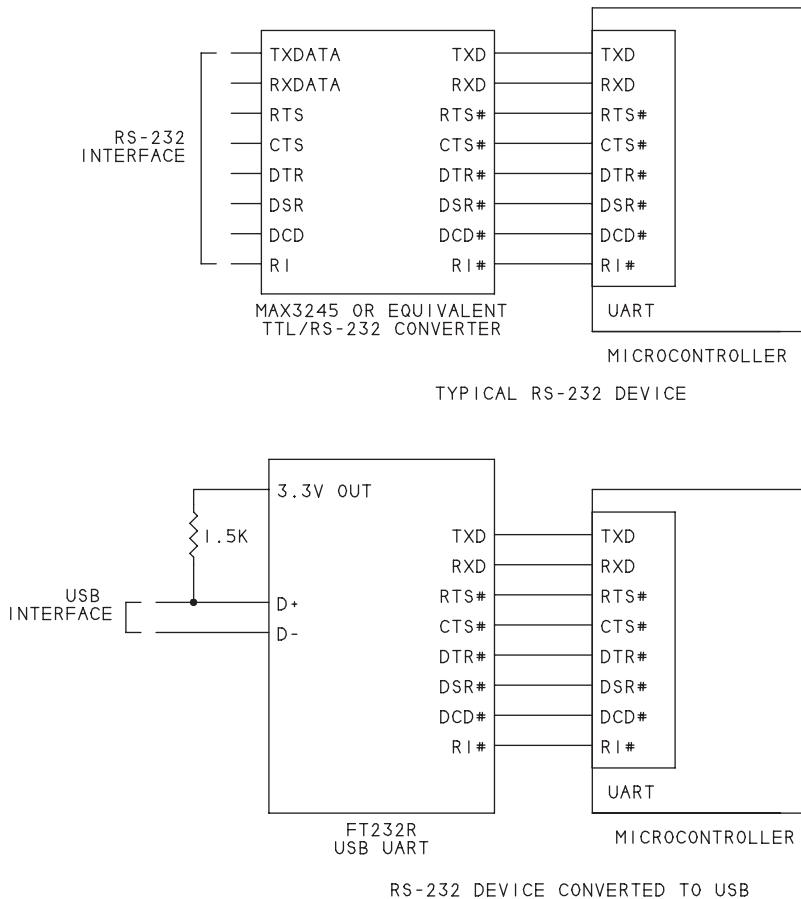 TXDATA TXD TXD
RXDATA RXD RXD
RTS RTS# RTS#
RS-232
INTERFACE
CTS CTS# CTS#
DTR DTR# DTR#
DSR DSR# DSR#
DCD DCD# DCD#
RI RI# RI#
MAX3245 OR EQUIVALENT
TTL/RS-232 CONVERTER
UART
MICROCONTROLLER
TYPICAL RS-232 DEVICE
3.3V OUT
1.5K
TXD TXD
RXD RXD
USB
INTERFACE
D+
D-
RTS# RTS#
CTS# CTS#
DTR# DTR#
DSR# DSR#
DCD# DCD#
RI# RI#
UART
FT232R
USB UART
MICROCONTROLLER
RS-232 DEVICE CONVERTED TO USB